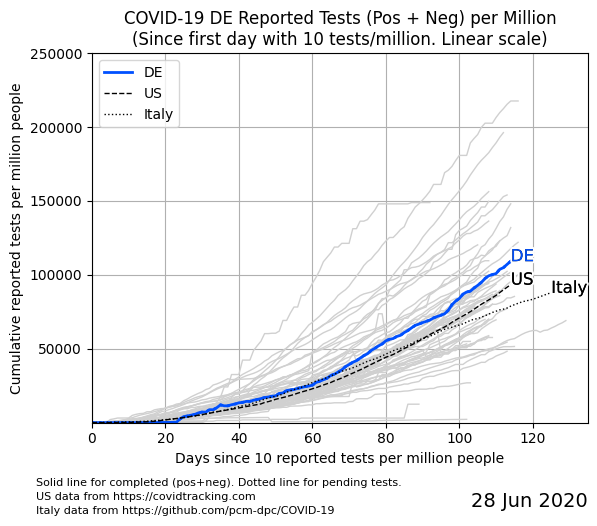 COVID-19 DE Reported Tests (Pos + Neg) per Million
(Since first day with 10 tests/million. Linear scale)
250000
200000
150000
100000
50000
Cumulative reported tests per million people
DE
US
Italy
DE
US
Italy
0 20 40 60 80 100 120
Days since 10 reported tests per million people
Solid line for completed (pos+neg). Dotted line for pending tests.
US data from https://covidtracking.com
Italy data from https://github.com/pcm-dpc/COVID-19
28 Jun 2020